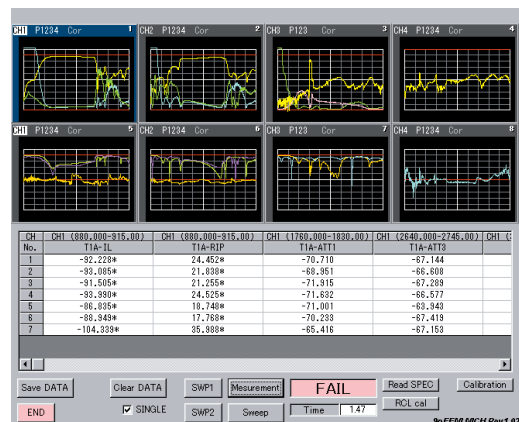 CH1 P1234 Cor 1 CH2 P1234 Cor 2 CH3 P1234 Cor 3 CH4 P1234 Cor 4
CH1 P1234 Cor 5 CH2 P1234 Cor 6 CH3 P123 Cor 7 CH4 P1234 Cor 8
CH CH1 (880.000-915.00) CH1 (880.000-915.00) CH1 (1760.000-1830.00) CH1 (2640.000-2745.00) CH1 (
No. T1A-IL T1A-RIP T1A-ATT1 T1A-ATT3
1 -92.228* 24.452* -70.710 -67.144
2 -93.085* 21.838* -68.951 -66.608
3 -91.505* 21.255* -71.915 -67.289
4 -93.990* 24.525* -71.632 -66.577
5 -86.835* 18.748* -71.001 -63.943
6 -88.949* 17.768* -70.233 -67.419
7 -104.339* 35.988* -65.416 -67.153
Save DATA Clear DATA SWP1 Mesurement FAIL Read SPEC Calibration
END SINGLE SWP2 Sweep Time 1.47 RCL cal